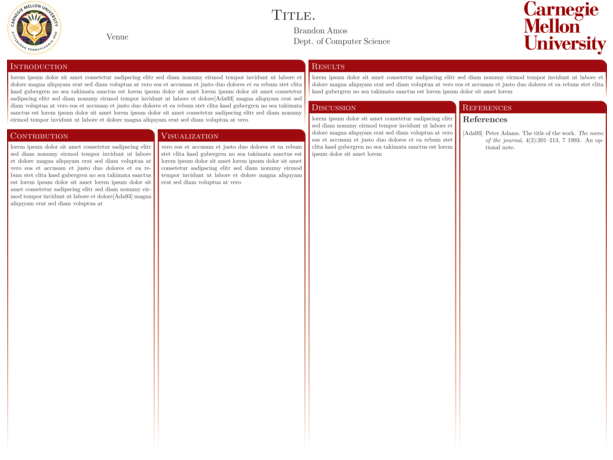 CARNEGIE MELLON UNIVERSITY
PITTSBURGH PENNSYLVANIA
Venue
TITLE.
Brandon Amos
Dept. of Computer Science
Carnegie
Mellon
University
INTRODUCTION
lorem ipsum dolor sit amet consetetur sadipscing elitr sed diam nonumy eirmod tempor invidunt ut labore et
dolore magna aliquyam erat sed diam voluptua at vero eos et accusam et justo duo dolores et ea rebum stet clita
kasd gubergren no sea takimata sanctus est lorem ipsum dolor sit amet lorem ipsum dolor sit amet consetetur
sadipscing elitr sed diam nonumy eirmod tempor invidunt ut labore et dolore[Ada93] magna aliquyam erat sed
diam voluptua at vero eos et accusam et justo duo dolores et ea rebum stet clita kasd gubergren no sea takimata
sanctus est lorem ipsum dolor sit amet lorem ipsum dolor sit amet consetetur sadipscing elitr sed diam nonumy
eirmod tempor invidunt ut labore et dolore magna aliquyam erat sed diam voluptua at vero
CONTRIBUTION
lorem ipsum dolor sit amet consetetur sadipscing elitr
sed diam nonumy eirmod tempor invidunt ut labore
et dolore magna aliquyam erat sed diam voluptua at
vero eos et accusam et justo duo dolores et ea re-
bum stet clita kasd gubergren no sea takimata sanctus
est lorem ipsum dolor sit amet lorem ipsum dolor sit
amet consetetur sadipscing elitr sed diam nonumy eir-
mod tempor invidunt ut labore et dolore[Ada93] magna
aliquyam erat sed diam voluptua at
VISUALIZATION
vero eos et accusam et justo duo dolores et ea rebum
stet clita kasd gubergren no sea takimata sanctus est
lorem ipsum dolor sit amet lorem ipsum dolor sit amet
consetetur sadipscing elitr sed diam nonumy eirmod
tempor invidunt ut labore et dolore magna aliquyam
erat sed diam voluptua at vero
RESULTS
lorem ipsum dolor sit amet consetetur sadipscing elitr sed diam nonumy eirmod tempor invidunt ut labore et
dolore magna aliquyam erat sed diam voluptua at vero eos et accusam et justo duo dolores et ea rebum stet clita
kasd gubergren no sea takimata sanctus est lorem ipsum dolor sit amet lorem ipsum dolor sit amet lorem
DISCUSSION
lorem ipsum dolor sit amet consetetur sadipscing elitr
sed diam nonumy eirmod tempor invidunt ut labore et
dolore magna aliquyam erat sed diam voluptua at vero
eos et accusam et justo duo dolores et ea rebum stet
clita kasd gubergren no sea takimata sanctus est lorem
ipsum dolor sit amet lorem
REFERENCES
References
[Ada93] Peter Adams. The title of the work. The name
of the journal, 4(2):201–213, 7 1993. An op-
tional note.